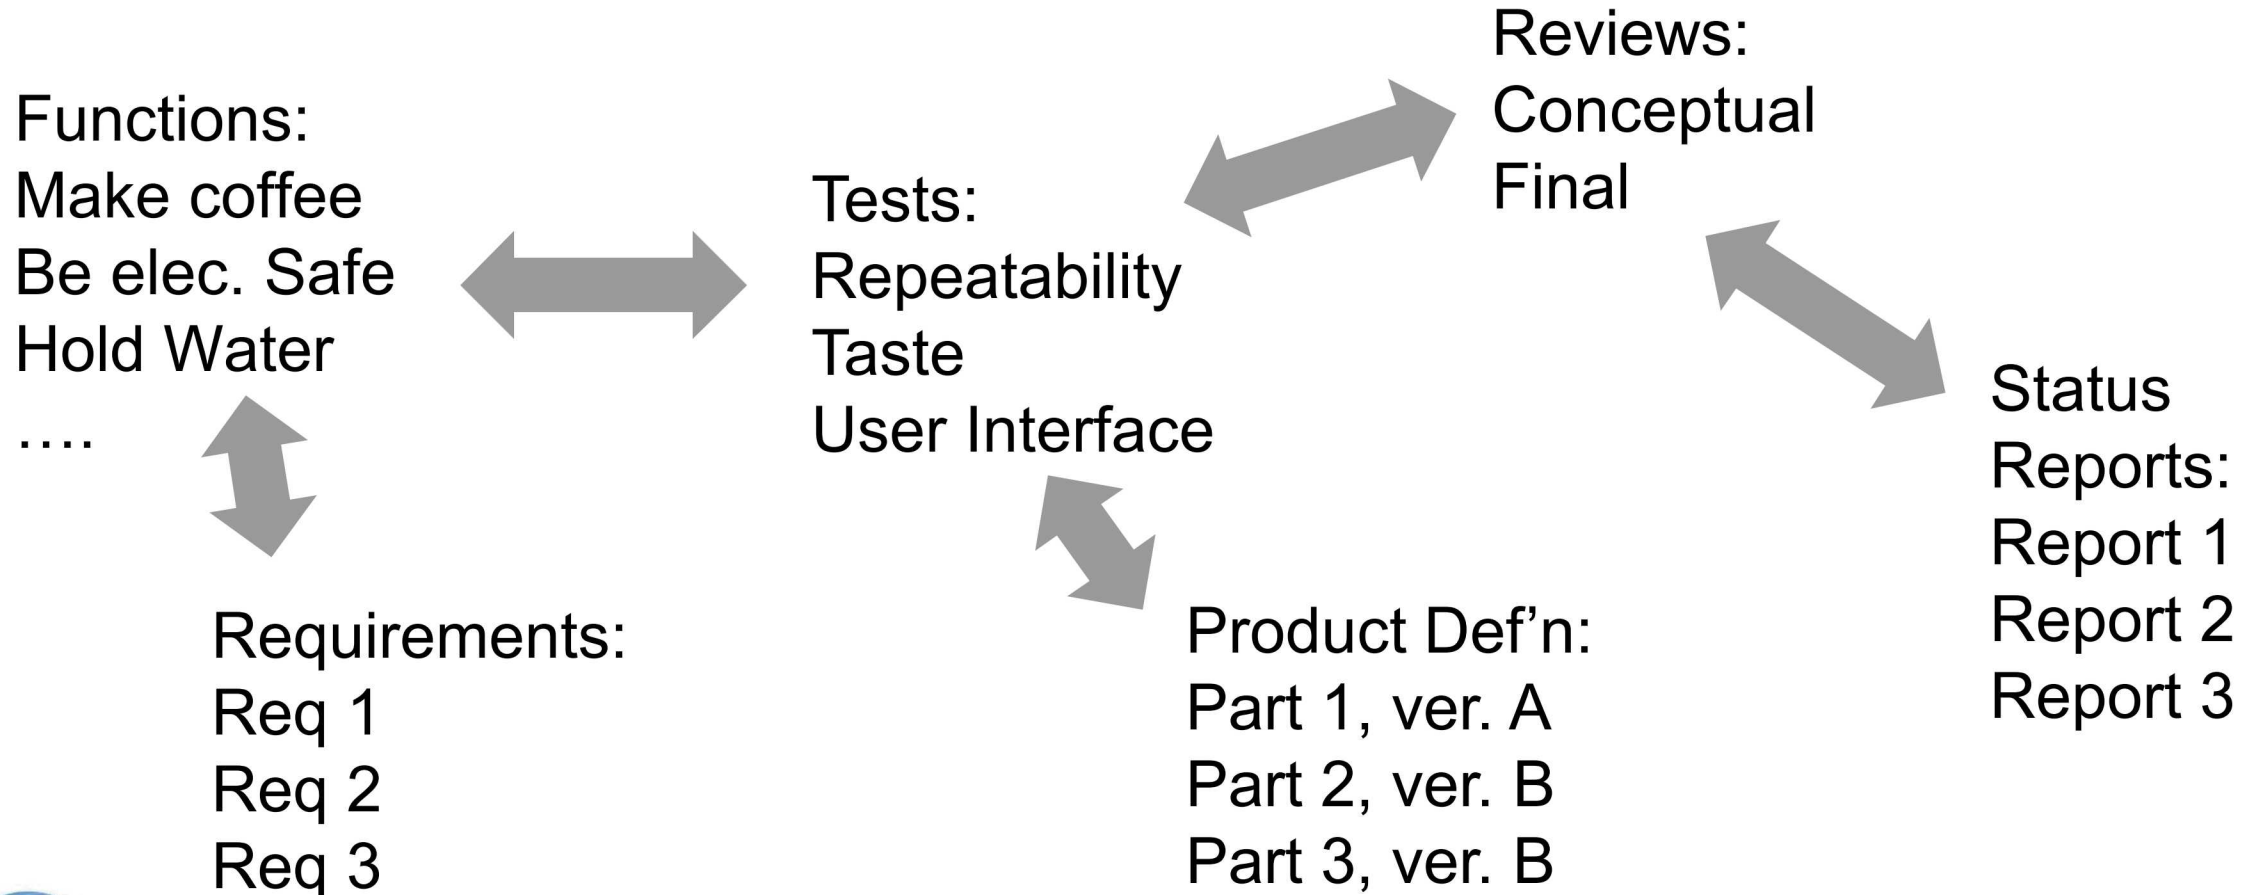 Functions:
Make coffee
Be elec. Safe
Hold Water
….
Requirements:
Req 1
Req 2
Req 3
Tests:
Repeatability
Taste
User Interface
Product Def’n:
Part 1, ver. A
Part 2, ver. B
Part 3, ver. B
Reviews:
Conceptual
Final
Status
Reports:
Report 1
Report 2
Report 3